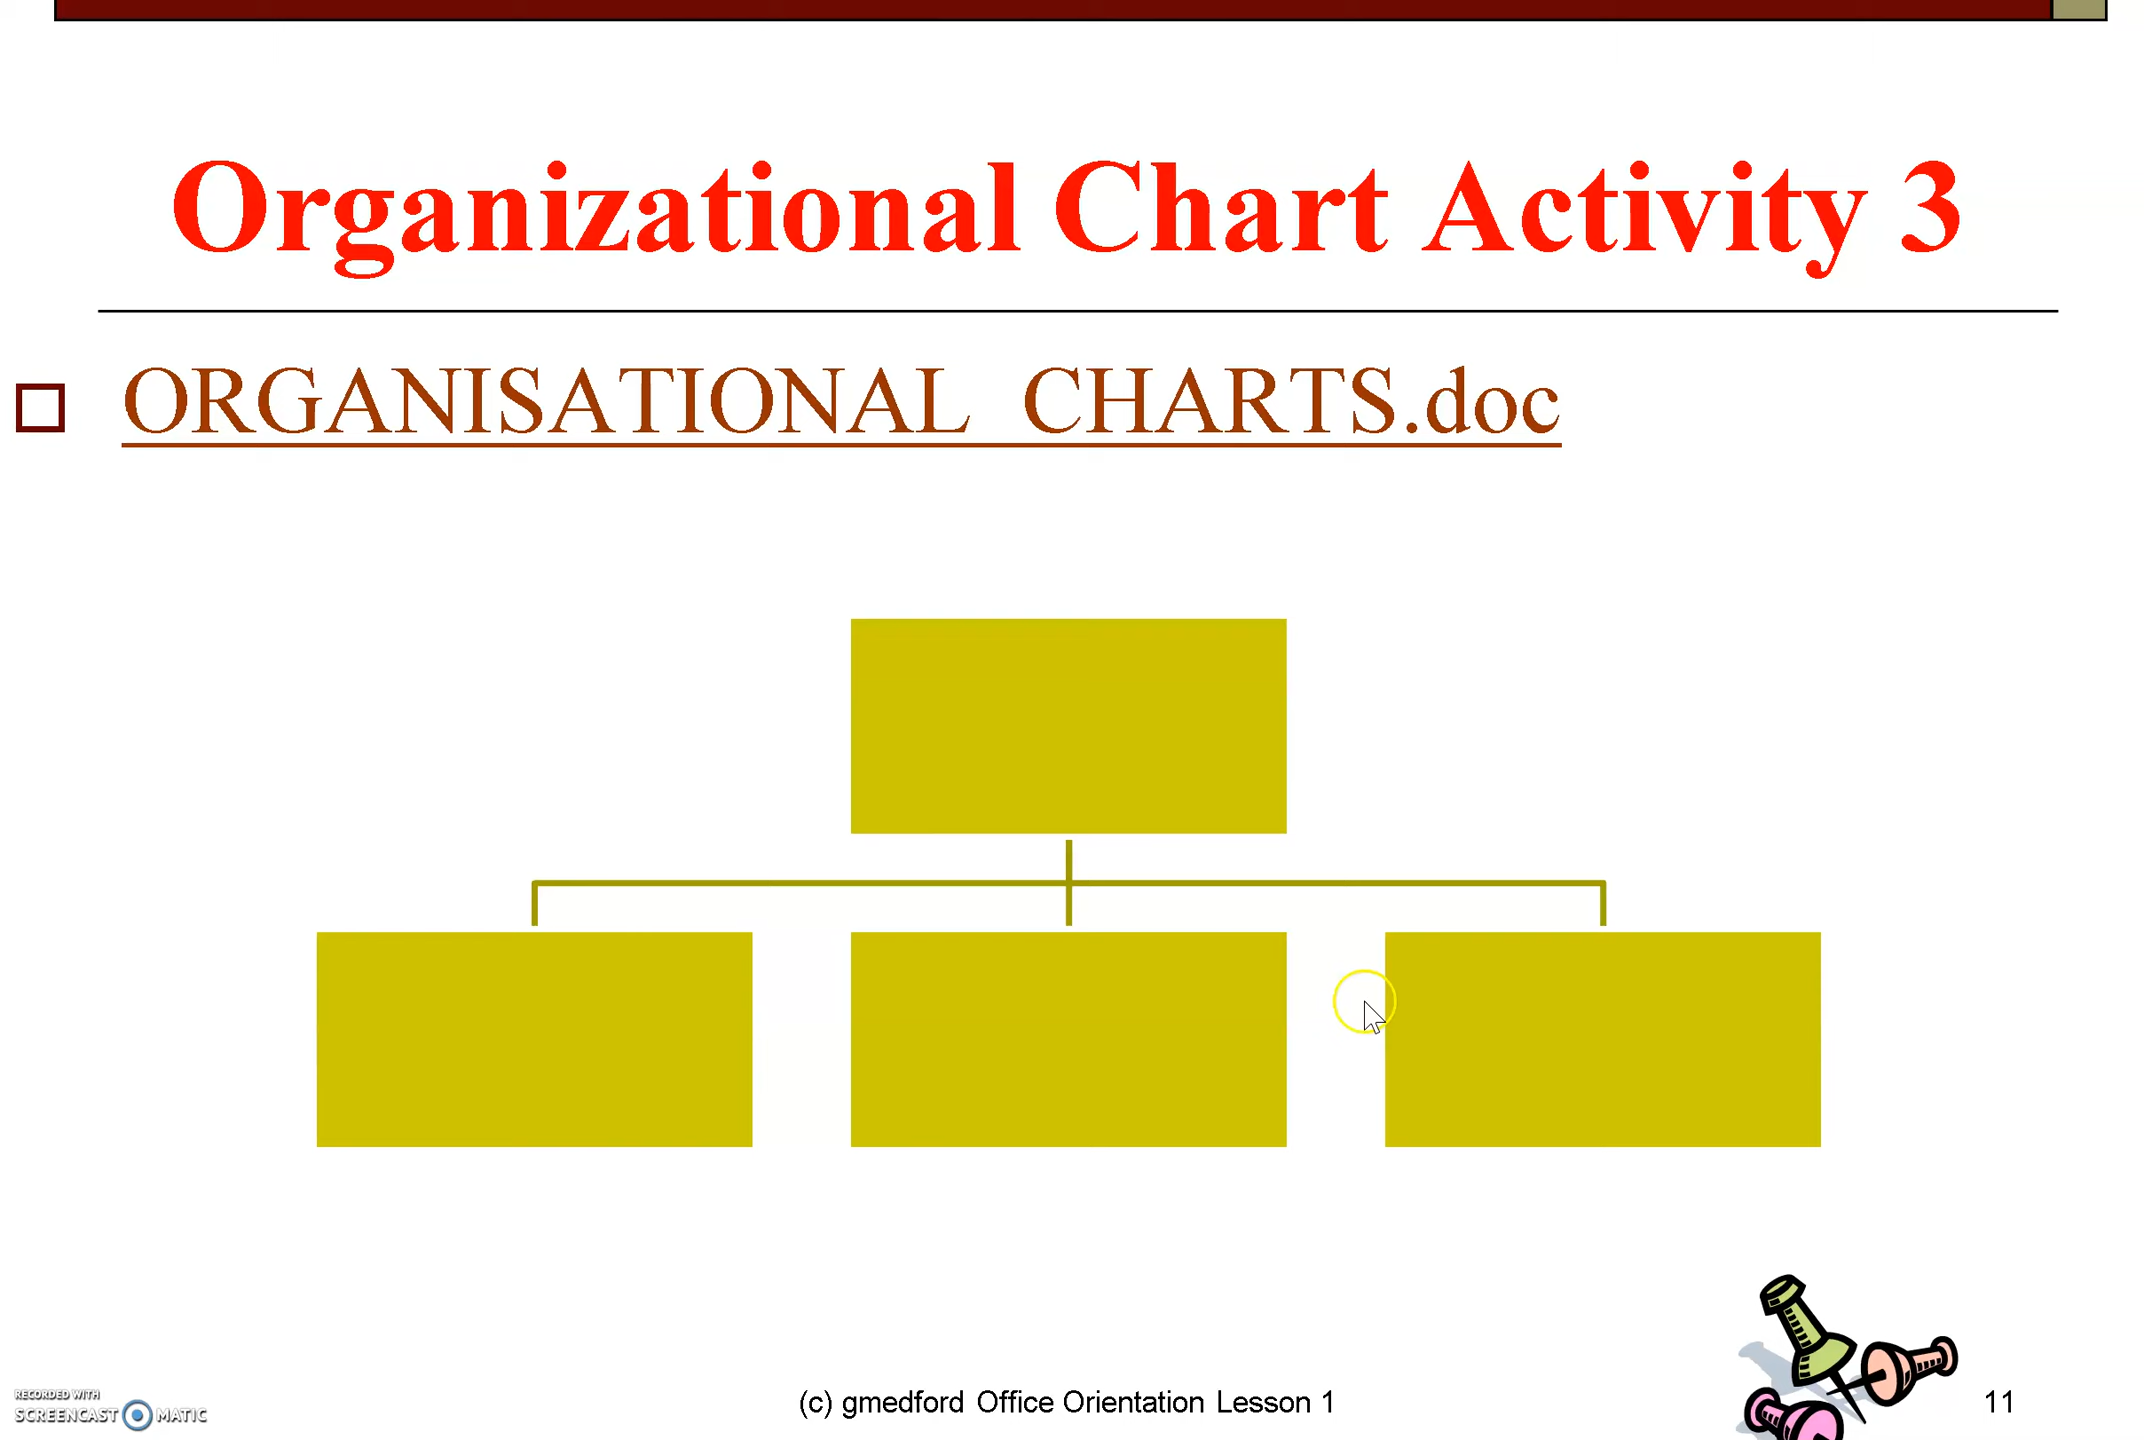 Organizational Chart Activity 3
ORGANISATIONAL CHARTS.doc
RECORDED WITH
SCREENCAST MATIC
(c) gmedford Office Orientation Lesson 1
11